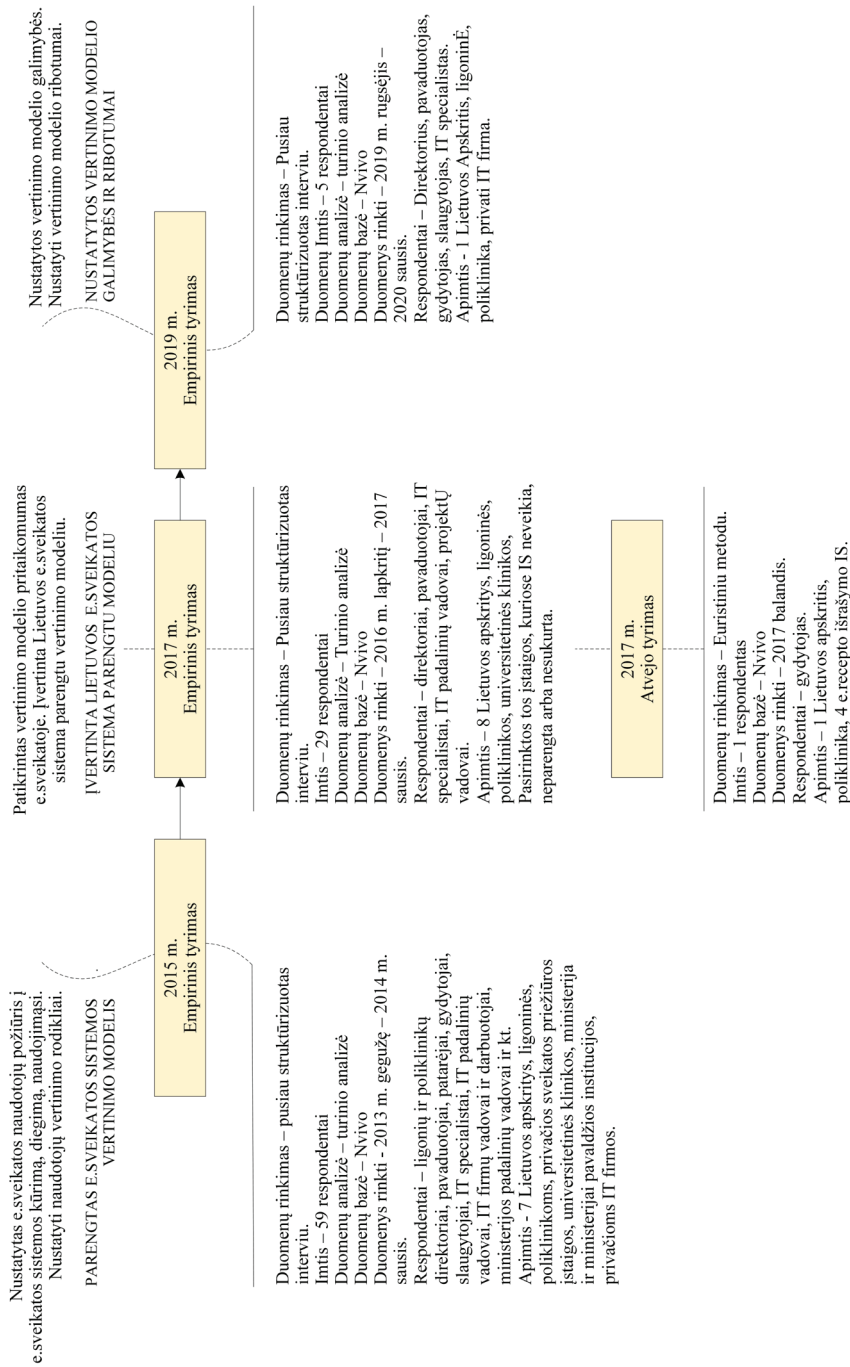 Nustatytas e.sveikatos naudotojų požiūris į
e.sveikatos sistemos kūrimą, diegimą, naudojimąsi.
Nustatyti naudotojų vertinimo rodikliai.
PARENGTAS E.SVEIKATOS SISTEMOS
VERTINIMO MODELIS
2015 m.
Empirinis tyrimas
Duomenų rinkimas – pusiau struktūrizuotas
interviu.
Imtis – 59 respondentai
Duomenų analizė – turinio analizė
Duomenų bazė – Nvivo
Duomenys rinkti - 2013 m. gegužę – 2014 m.
sausis.
Respondentai – ligonių ir poliklinikų
direktoriai, pavaduotojai, patarėjai, gydytojai,
slaugytojai, IT specialistai, IT padalinių
vadovai, IT firmų vadovai ir darbuotojai,
ministerijos padalinių vadovai ir kt.
Apimtis - 7 Lietuvos apskritys, ligoninės,
poliklinikoms, privačios sveikatos priežiūros
įstaigos, universitetinės klinikos, ministerija
ir ministerijai pavaldžios institucijos,
privačioms IT firmos.
Patikrintas vertinimo modelio pritaikomumas
e.sveikatoje. Įvertinta Lietuvos e.sveikatos
sistema parengtu vertinimo modeliu.
ĮVERTINTA LIETUVOS E.SVEIKATOS
SISTEMA PARENGTU MODELIU
2017 m.
Empirinis tyrimas
Duomenų rinkimas – Pusiau struktūrizuotas
interviu.
Imtis – 29 respondentai
Duomenų analizė – Turinio analizė
Duomenų bazė – Nvivo
Duomenys rinkti – 2016 m. lapkritį – 2017
sausis.
Respondentai – direktoriai, pavaduotojai, IT
specialistai, IT padalinių vadovai, projektŲ
vadovai.
Apimtis – 8 Lietuvos apskritys, ligoninės,
poliklinikos, universitetinės klinikos,
Pasirinktos tos įstaigos, kuriose IS neveikia,
neparengta arba nesukurta.
2017 m.
Atvejo tyrimas
Duomenų rinkimas – Euristiniu metodu.
Imtis – 1 respondentas
Duomenų bazė – Nvivo
Duomenys rinkti – 2017 balandis.
Respondentai – gydytojas.
Apimtis – 1 Lietuvos apskritis,
poliklinika, 4 e.recepto išrašymo IS.
Nustatytos vertinimo modelio galimybės.
Nustatyti vertinimo modelio ribotumai.
NUSTATYTOS VERTINIMO MODELIO
GALIMYBĖS IR RIBOTUMAI
2019 m.
Empirinis tyrimas
Duomenų rinkimas – Pusiau
struktūrizuotas interviu.
Duomenų Imtis – 5 respondentai
Duomenų analizė – turinio analizė
Duomenų bazė – Nvivo
Duomenys rinkti – 2019 m. rugsėjis –
2020 sausis.
Respondentai – Direktorius, pavaduotojas,
gydytojas, slaugytojas, IT specialistas.
Apimtis - 1 Lietuvos Apskritis, ligoninĖ,
poliklinika, privati IT firma.